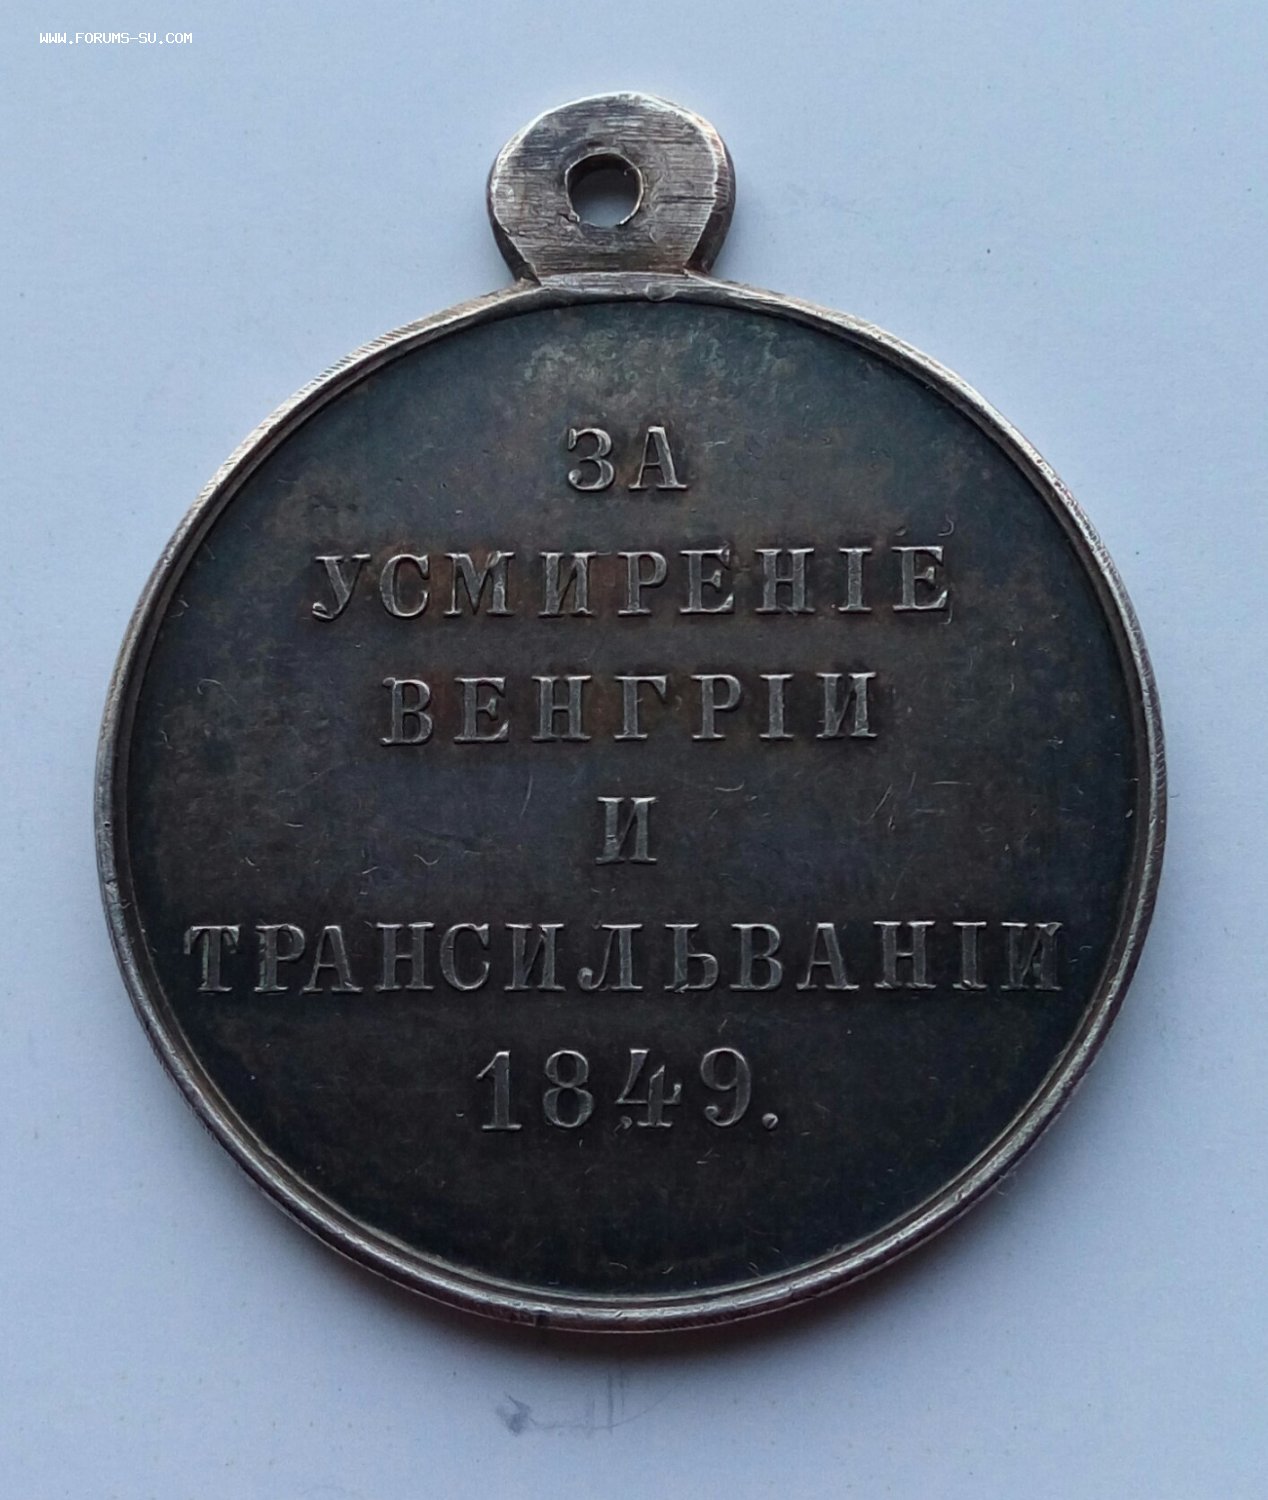 WWW.FORUMS-SU.COM
ЗА
УСМИРЕНІЕ
ВЕНГРІИ
И
ТРАНСИЛЬВАНІИ
1849.